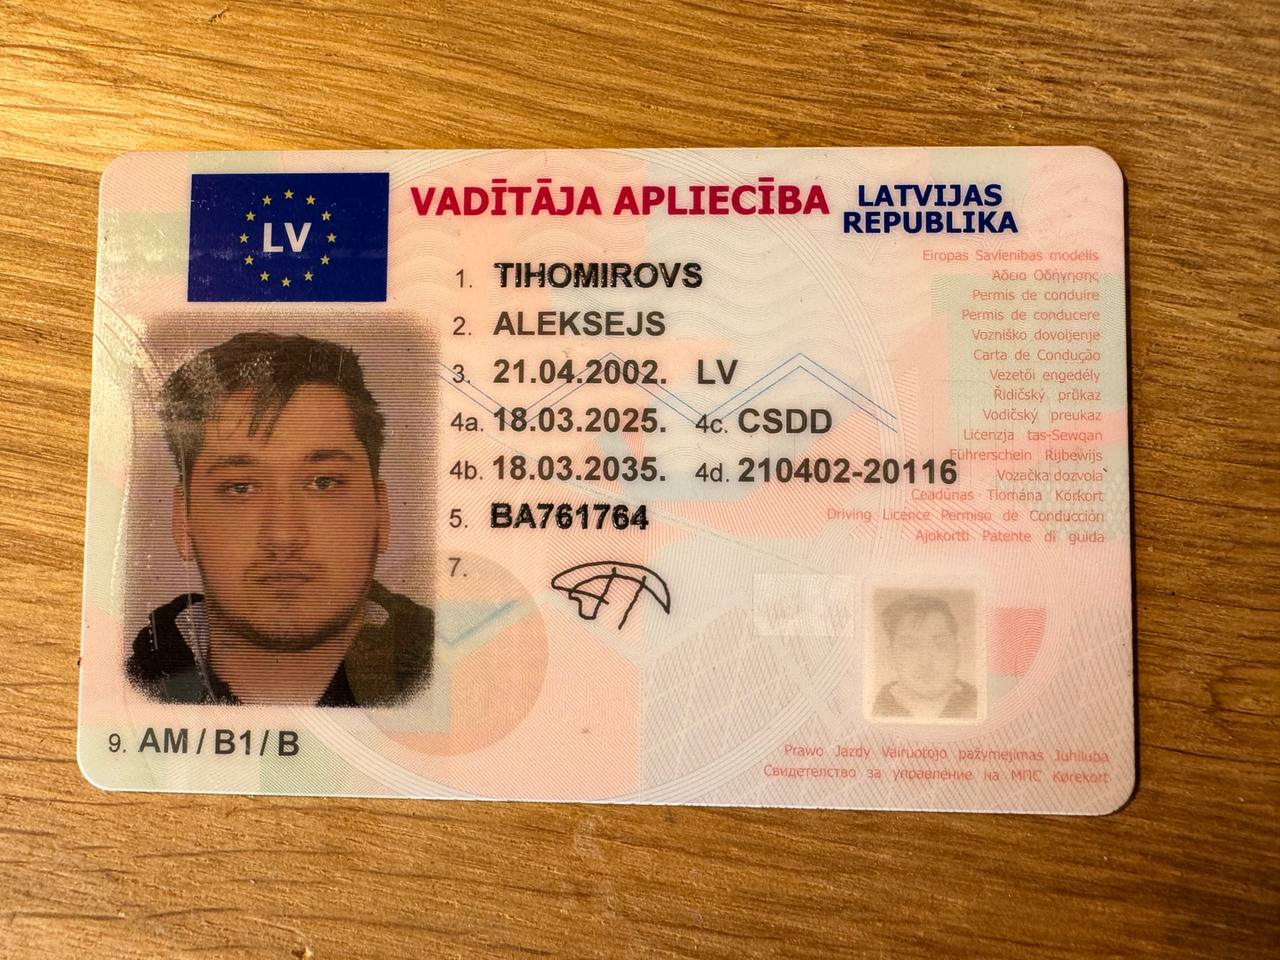 LV
VADĪTĀJA APLIECĪBA LATVIJAS REPUBLIKA
1. TIHOMIROVS
2. ALEKSEJS
3. 21.04.2002. LV
4a. 18.03.2025. 4c. CSDD
4b. 18.03.2035. 4d. 210402-20116
5. BA761764
7.
9. AM / B1 / B
Eiropas Savienības modelis
Άδεια Οδήγησης
Permis de conduire
Permis de conducere
Vozniško dovoljenje
Carta de Condução
Vezetői engedély
Řidičský průkaz
Vodičský preukaz
Liċenzja tas-Sewqan
Führerschein Rijbewijs
Vozačka dozvola
Ceadúnas Tiomána Körkort
Driving Licence Permiso de Conducción
Ajokortti Patente di guida
Prawo Jazdy Vairuotojo pažymėjimas Juhiluba
Свидетелство за управление на МПС Kørekort